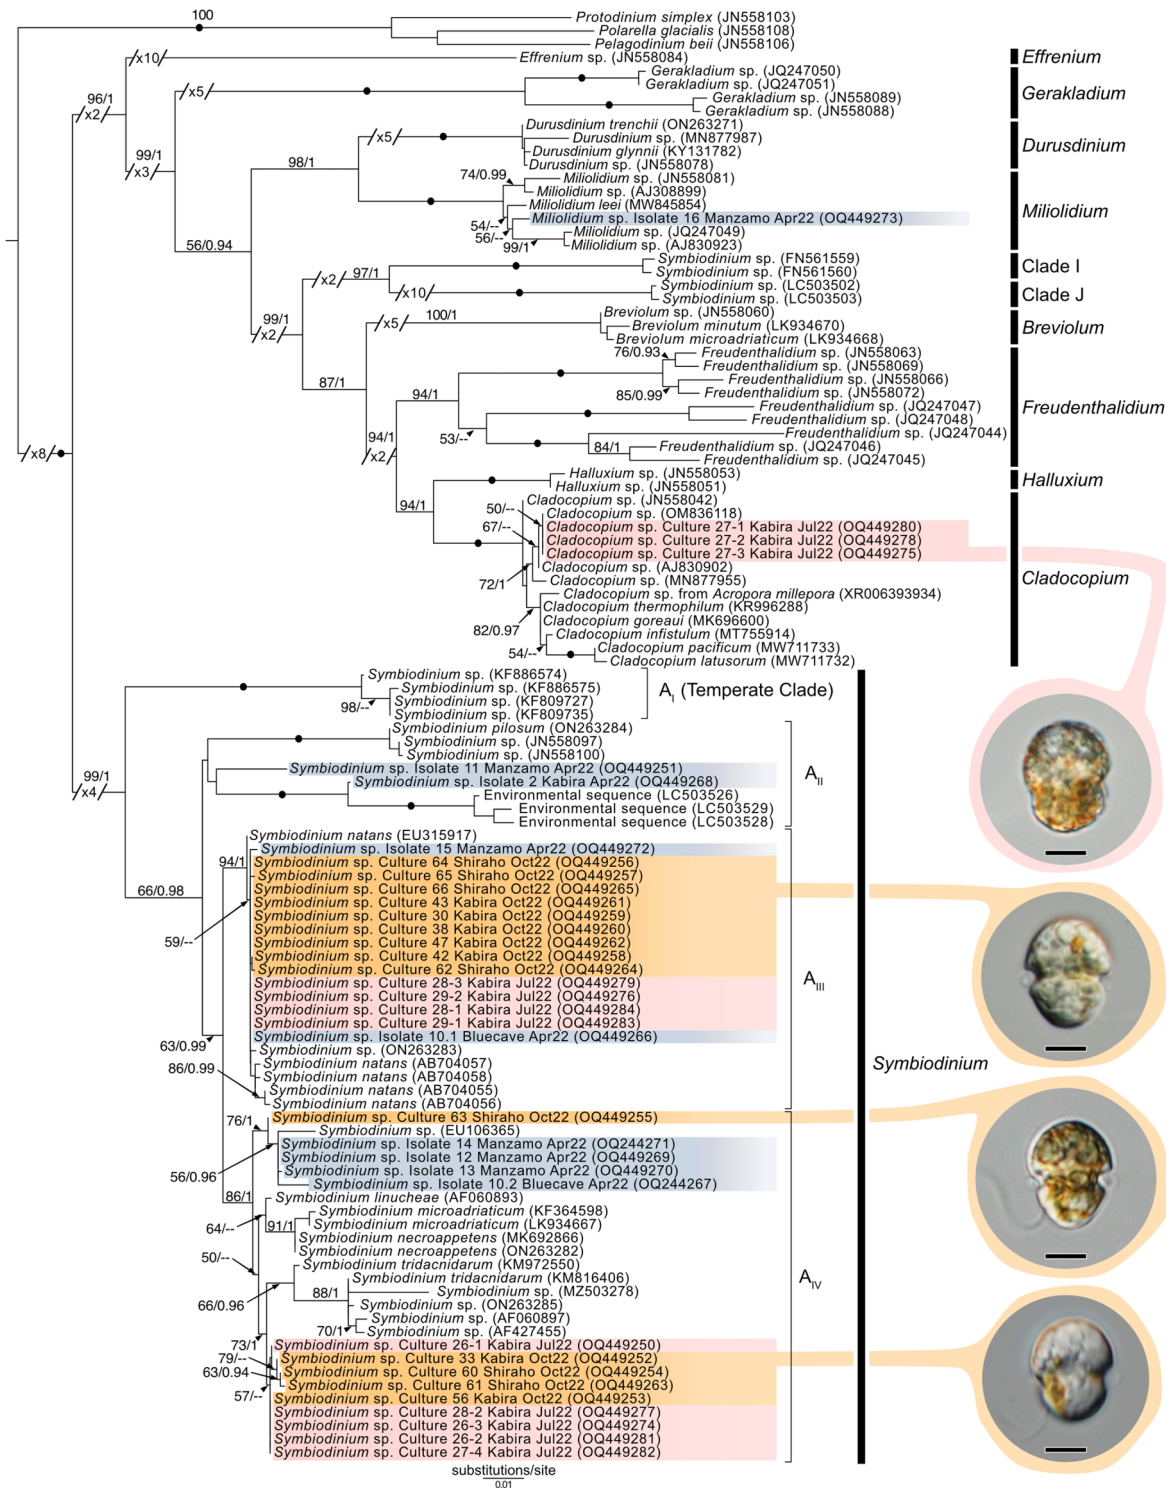 100
Protodinium simplex (JN558103)
Polarella glacialis (JN558108)
Pelagodinium beii (JN558106)
x10
Effrenium sp. (JN558084)
Effrenium
96/1
x2
x5
Gerakladium sp. (JQ247050)
Gerakladium sp. (JQ247051)
Gerakladium sp. (JN558089)
Gerakladium sp. (JN558088)
Gerakladium
99/1
x3
98/1
x5
Durusdinium trenchii (ON263271)
Durusdinium sp. (MN877987)
Durusdinium glynnii (KY131782)
Durusdinium sp. (JN558078)
Durusdinium
74/0.99
Miliolidium sp. (JN558081)
Miliolidium sp. (AJ308899)
Miliolidium leei (MW845854)
Miliolidium sp. Isolate 16 Manzamo Apr22 (OQ449273)
54/--
56/--
99/1
Miliolidium sp. (JQ247049)
Miliolidium sp. (AJ830923)
Miliolidium
56/0.94
x2
97/1
Symbiodinium sp. (FN561559)
Symbiodinium sp. (FN561560)
Clade I
x10
Symbiodinium sp. (LC503502)
Symbiodinium sp. (LC503503)
Clade J
99/1
x2
x5
100/1
Breviolum sp. (JN558060)
Breviolum minutum (LK934670)
Breviolum microadriaticum (LK934668)
Breviolum
87/1
76/0.93
Freudenthalidium sp. (JN558063)
Freudenthalidium sp. (JN558069)
Freudenthalidium sp. (JN558066)
85/0.99
Freudenthalidium sp. (JN558072)
94/1
Freudenthalidium sp. (JQ247047)
Freudenthalidium sp. (JQ247048)
53/--
Freudenthalidium sp. (JQ247044)
84/1
Freudenthalidium sp. (JQ247046)
Freudenthalidium sp. (JQ247045)
Freudenthalidium
94/1
x2
x8
Halluxium sp. (JN558053)
Halluxium sp. (JN558051)
Halluxium
94/1
Cladocopium sp. (JN558042)
50/--
Cladocopium sp. (OM836118)
67/--
Cladocopium sp. Culture 27-1 Kabira Jul22 (OQ449280)
Cladocopium sp. Culture 27-2 Kabira Jul22 (OQ449278)
Cladocopium sp. Culture 27-3 Kabira Jul22 (OQ449275)
Cladocopium sp. (AJ830902)
72/1
Cladocopium sp. (MN877955)
Cladocopium sp. from Acropora millepora (XR006393934)
Cladocopium thermophilum (KR996288)
Cladocopium goreaui (MK696600)
82/0.97
Cladocopium infistulum (MT755914)
54/--
Cladocopium pacificum (MW711733)
Cladocopium latusorum (MW711732)
Cladocopium
Symbiodinium sp. (KF886574)
Symbiodinium sp. (KF886575)
98/--
Symbiodinium sp. (KF809727)
Symbiodinium sp. (KF809735)
AI (Temperate Clade)
Symbiodinium pilosum (ON263284)
Symbiodinium sp. (JN558097)
Symbiodinium sp. (JN558100)
Symbiodinium sp. Isolate 11 Manzamo Apr22 (OQ449251)
Symbiodinium sp. Isolate 2 Kabira Apr22 (OQ449268)
Environmental sequence (LC503526)
Environmental sequence (LC503529)
Environmental sequence (LC503528)
AII
99/1
x4
66/0.98
Symbiodinium natans (EU315917)
94/1
Symbiodinium sp. Isolate 15 Manzamo Apr22 (OQ449272)
Symbiodinium sp. Culture 64 Shiraho Oct22 (OQ449256)
Symbiodinium sp. Culture 65 Shiraho Oct22 (OQ449257)
Symbiodinium sp. Culture 66 Shiraho Oct22 (OQ449265)
Symbiodinium sp. Culture 43 Kabira Oct22 (OQ449261)
Symbiodinium sp. Culture 30 Kabira Oct22 (OQ449259)
Symbiodinium sp. Culture 38 Kabira Oct22 (OQ449260)
59/--
Symbiodinium sp. Culture 47 Kabira Oct22 (OQ449262)
Symbiodinium sp. Culture 42 Kabira Oct22 (OQ449258)
Symbiodinium sp. Culture 62 Shiraho Oct22 (OQ449264)
Symbiodinium sp. Culture 28-3 Kabira Jul22 (OQ449279)
Symbiodinium sp. Culture 29-2 Kabira Jul22 (OQ449276)
Symbiodinium sp. Culture 28-1 Kabira Jul22 (OQ449284)
Symbiodinium sp. Culture 29-1 Kabira Jul22 (OQ449283)
Symbiodinium sp. Isolate 10.1 Bluecave Apr22 (OQ449266)
63/0.99
Symbiodinium sp. (ON263283)
Symbiodinium natans (AB704057)
86/0.99
Symbiodinium natans (AB704058)
Symbiodinium natans (AB704055)
Symbiodinium natans (AB704056)
AIII
Symbiodinium
76/1
Symbiodinium sp. Culture 63 Shiraho Oct22 (OQ449255)
Symbiodinium sp. (EU106365)
Symbiodinium sp. Isolate 14 Manzamo Apr22 (OQ244271)
Symbiodinium sp. Isolate 12 Manzamo Apr22 (OQ449269)
Symbiodinium sp. Isolate 13 Manzamo Apr22 (OQ449270)
56/0.96
Symbiodinium sp. Isolate 10.2 Bluecave Apr22 (OQ244267)
86/1
Symbiodinium linucheae (AF060893)
Symbiodinium microadriaticum (KF364598)
64/--
91/1
Symbiodinium microadriaticum (LK934667)
Symbiodinium necroappetens (MK692866)
Symbiodinium necroappetens (ON263282)
50/--
Symbiodinium tridacnidarum (KM972550)
Symbiodinium tridacnidarum (KM816406)
88/1
Symbiodinium sp. (MZ503278)
66/0.96
Symbiodinium sp. (ON263285)
Symbiodinium sp. (AF060897)
70/1
Symbiodinium sp. (AF427455)
73/1
Symbiodinium sp. Culture 26-1 Kabira Jul22 (OQ449250)
79/--
Symbiodinium sp. Culture 33 Kabira Oct22 (OQ449252)
63/0.94
Symbiodinium sp. Culture 60 Shiraho Oct22 (OQ449254)
Symbiodinium sp. Culture 61 Shiraho Oct22 (OQ449263)
57/--
Symbiodinium sp. Culture 56 Kabira Oct22 (OQ449253)
Symbiodinium sp. Culture 28-2 Kabira Jul22 (OQ449277)
Symbiodinium sp. Culture 26-3 Kabira Jul22 (OQ449274)
Symbiodinium sp. Culture 26-2 Kabira Jul22 (OQ449281)
Symbiodinium sp. Culture 27-4 Kabira Jul22 (OQ449282)
AIV
substitutions/site
0.01